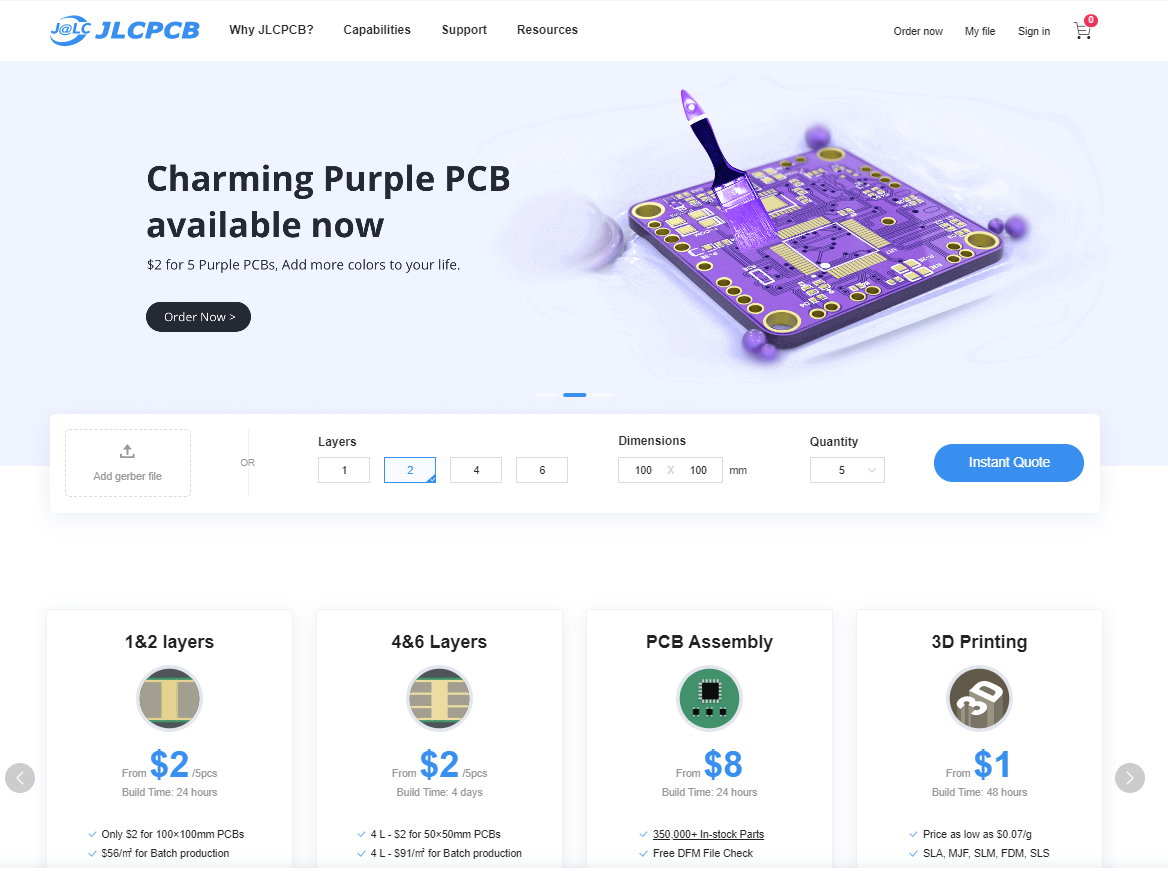 J@LC JLCPCB
Why JLCPCB?
Capabilities
Support
Resources
Order now
My file
Sign in
0
Charming Purple PCB
available now
$2 for 5 Purple PCBs, Add more colors to your life.
Order Now >
Add gerber file
OR
Layers
1
2
4
6
Dimensions
100 X 100 mm
Quantity
5
Instant Quote
1&2 layers
From $2 /5pcs
Build Time: 24 hours
Only $2 for 100×100mm PCBs
$56/㎡ for Batch production
4&6 Layers
From $2 /5pcs
Build Time: 4 days
4 L - $2 for 50×50mm PCBs
4 L - $91/㎡ for Batch production
PCB Assembly
From $8
Build Time: 24 hours
350,000+ In-stock Parts
Free DFM File Check
3D Printing
3D
From $1
Build Time: 48 hours
Price as low as $0.07/g
SLA, MJF, SLM, FDM, SLS